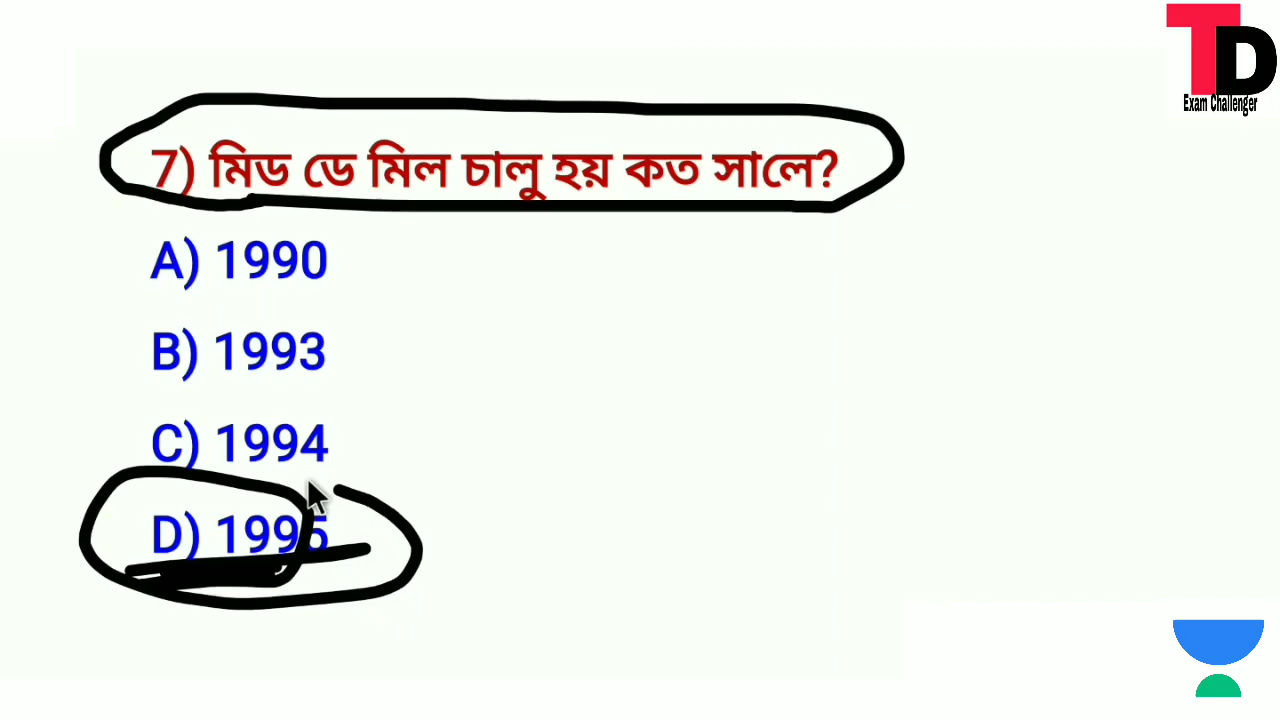 TD
Exam Challenger
7) মিড ডে মিল চালু হয় কত সালে?
A) 1990
B) 1993
C) 1994
D) 1995